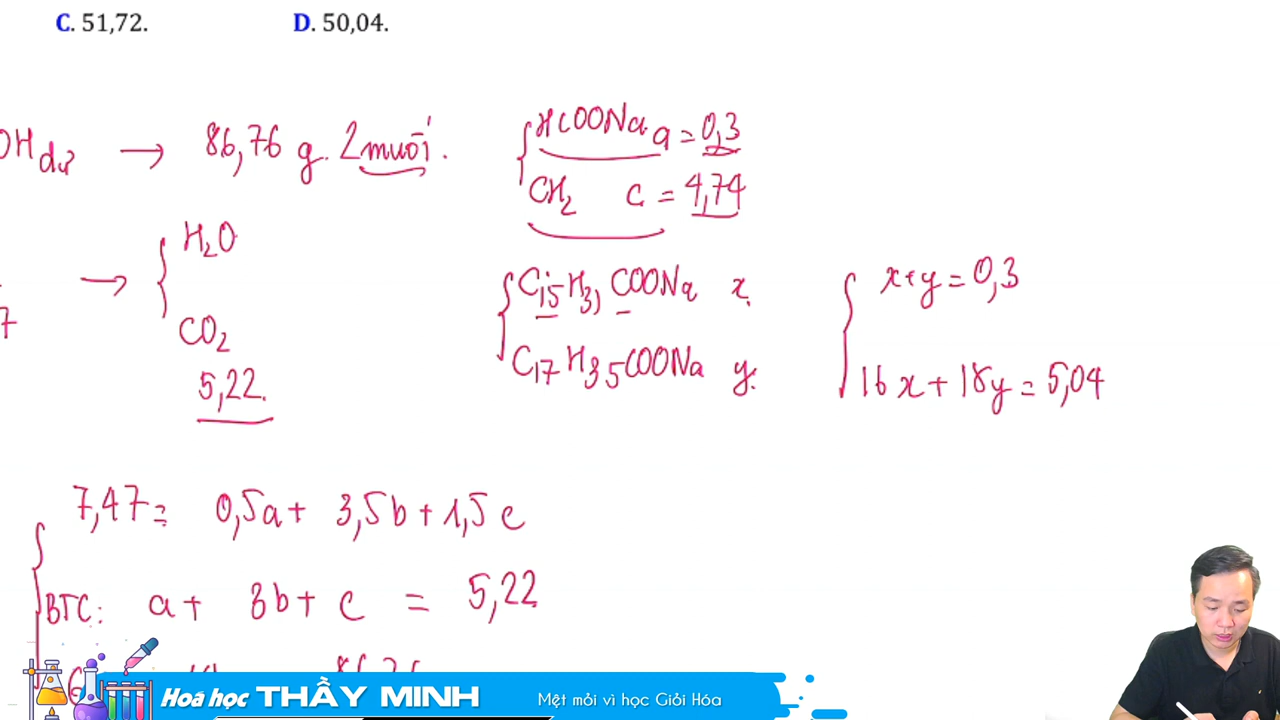 C. 51,72. D. 50,04.
OH dư → 86,76 g. 2 muối.
HCOONa a = 0,3
CH2 c = 4,74
→ H2O
CO2
5,22.
7
C15H31COONa x.
C17H35COONa y.
x+y = 0,3
16x + 18y = 5,04
7,47 = 0,5a + 3,5b + 1,5c
BTC: a + 3b + c = 5,22
Hoá học THẦY MINH Mệt mỏi vì học Giỏi Hóa